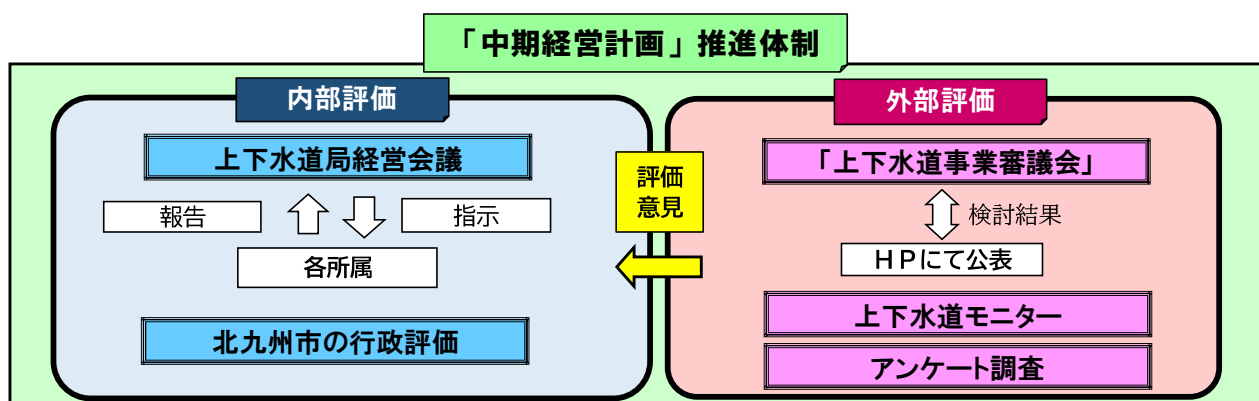 「中期経営計画」推進体制
内部評価
上下水道局経営会議
報告
指示
各所属
北九州市の行政評価
評価
意見
外部評価
「上下水道事業審議会」
検討結果
ＨＰにて公表
上下水道モニター
アンケート調査